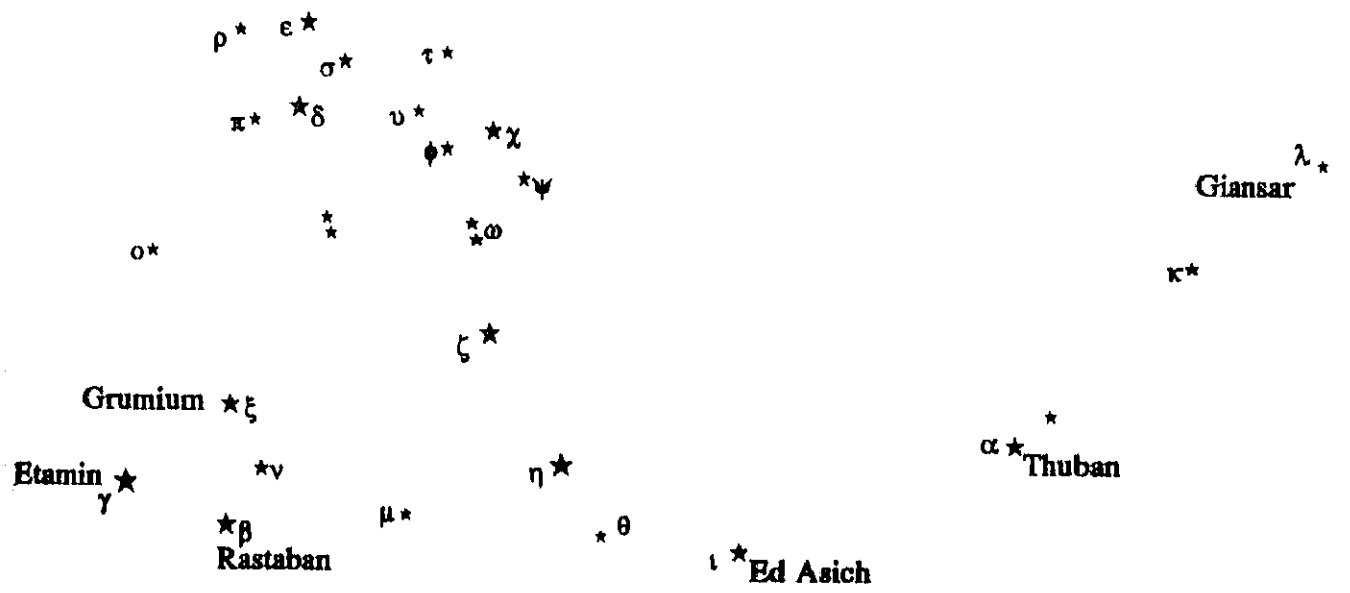 ρ
ε
σ
τ
π
δ
υ
χ
φ
ψ
λ
Giansar
ο
ω
κ
ζ
Grumium
ξ
α
Thuban
Etamin
γ
ν
η
β
Rastaban
μ
θ
ι
Ed Asich